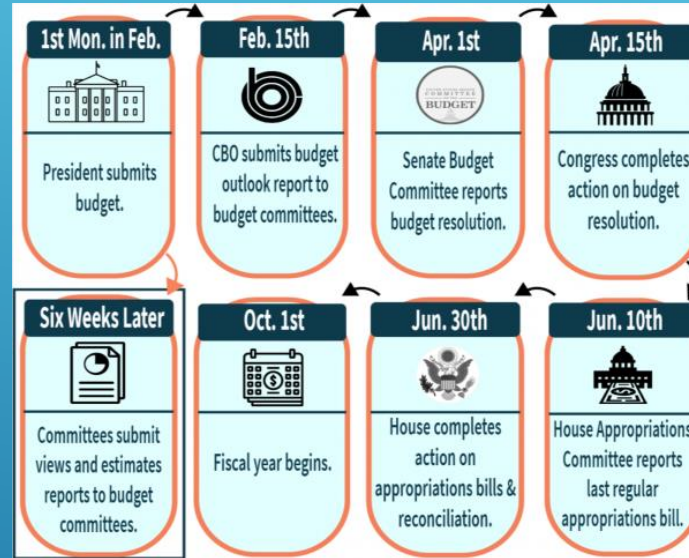 1st Mon. in Feb.
President submits
budget.
Feb. 15th
CBO submits budget
outlook report to
budget committees.
Apr. 1st
COMMITTEE
BUDGET
Senate Budget
Committee reports
budget resolution.
Apr. 15th
Congress completes
action on budget
resolution.
Six Weeks Later
Committees submit
views and estimates
reports to budget
committees.
Oct. 1st
$
Fiscal year begins.
Jun. 30th
House completes
action on
appropriations bills &
reconciliation.
Jun. 10th
House Appropriations
Committee reports
last regular
appropriations bill.